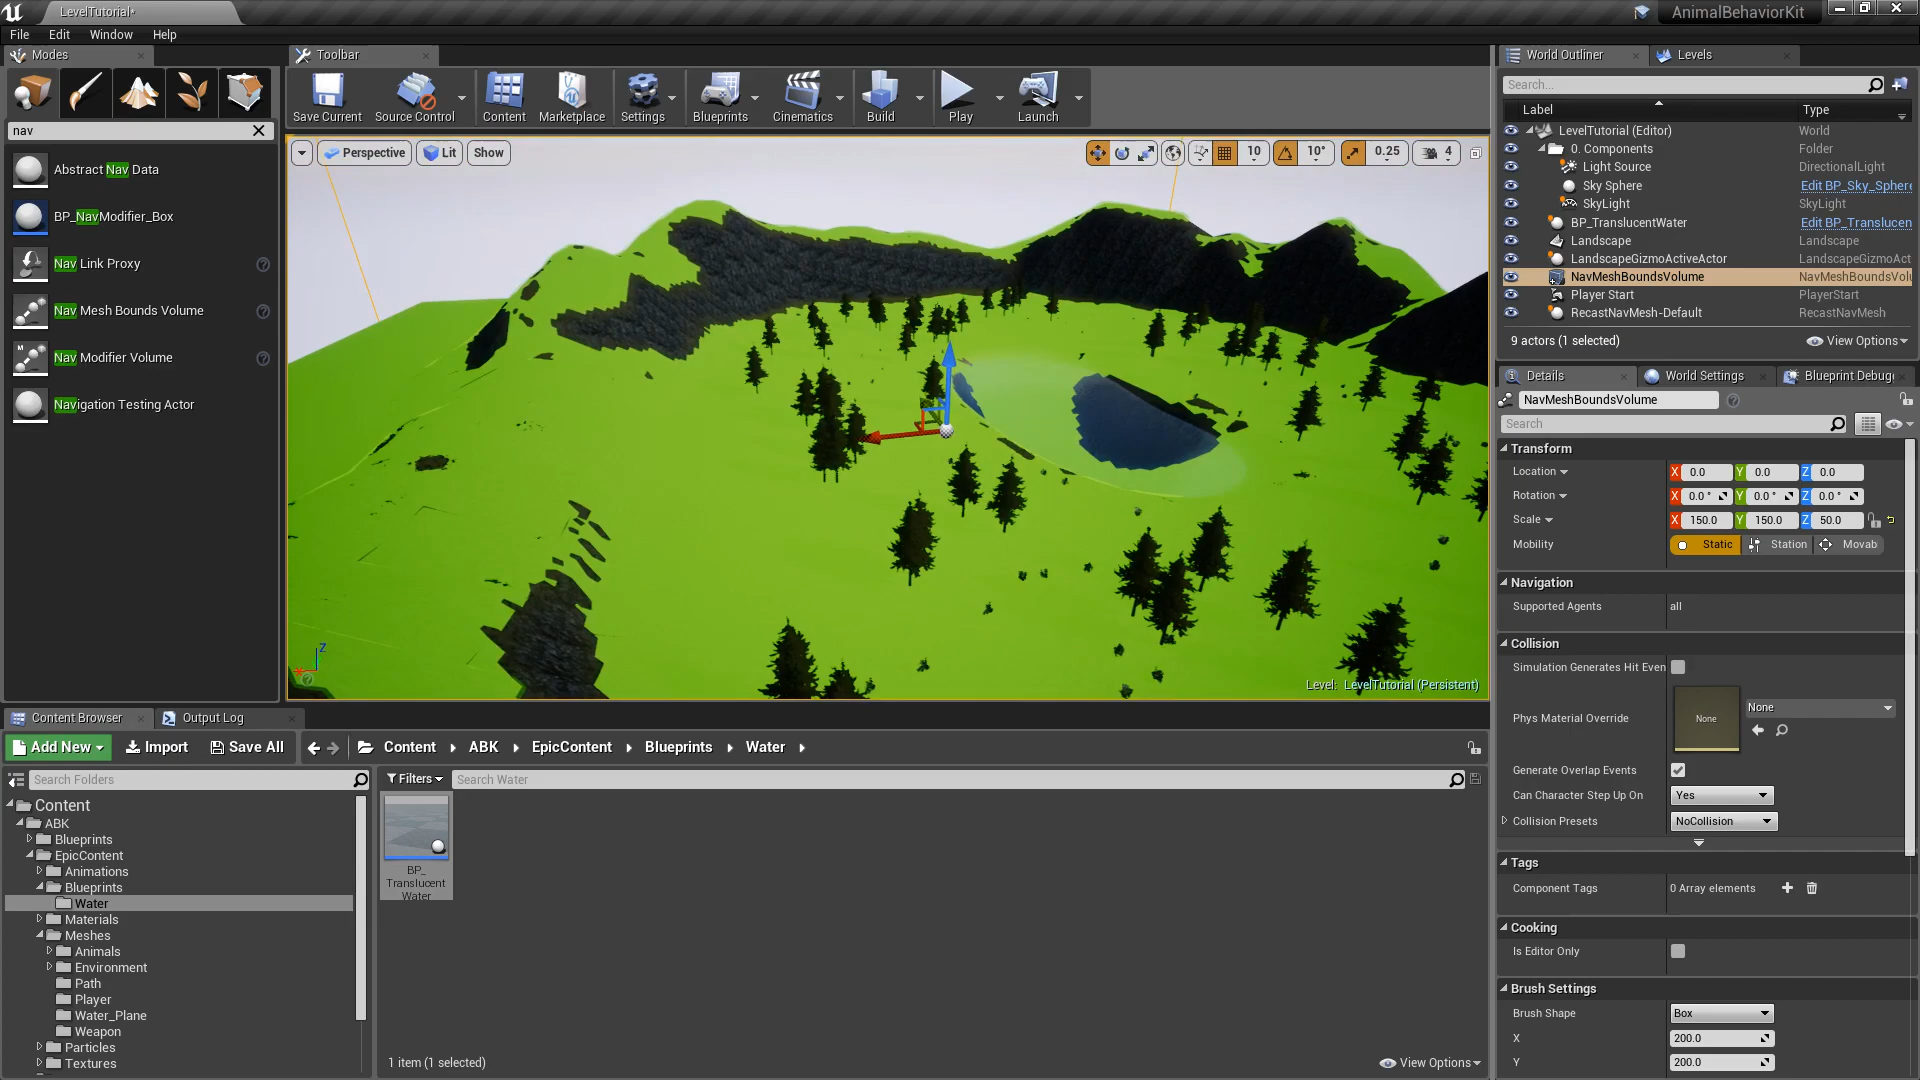 LevelTutorial*
AnimalBehaviorKit
File Edit Window Help
Modes
Toolbar
World Outliner
Levels
Save Current
Source Control
Content
Marketplace
Settings
Blueprints
Cinematics
Build
Play
Launch
nav
Abstract Nav Data
BP_NavModifier_Box
Nav Link Proxy
Nav Mesh Bounds Volume
Nav Modifier Volume
Navigation Testing Actor
Perspective
Lit
Show
10
10°
0.25
4
Level: LevelTutorial (Persistent)
Z
Search...
Label Type
LevelTutorial (Editor) World
0. Components Folder
Light Source DirectionalLight
Sky Sphere Edit BP_Sky_Sphere
SkyLight SkyLight
BP_TranslucentWater Edit BP_Translucen
Landscape Landscape
LandscapeGizmoActiveActor LandscapeGizmoAct
NavMeshBoundsVolume NavMeshBoundsVolu
Player Start PlayerStart
RecastNavMesh-Default RecastNavMesh
9 actors (1 selected)
View Options
Details
World Settings
Blueprint Debug
NavMeshBoundsVolume
Search
Transform
Location X 0.0 Y 0.0 Z 0.0
Rotation X 0.0 ° Y 0.0 ° Z 0.0 °
Scale X 150.0 Y 150.0 Z 50.0
Mobility Static Station Movab
Navigation
Supported Agents all
Collision
Simulation Generates Hit Even
Phys Material Override None None
Generate Overlap Events
Can Character Step Up On Yes
Collision Presets NoCollision
Tags
Component Tags 0 Array elements
Cooking
Is Editor Only
Brush Settings
Brush Shape Box
X 200.0
Y 200.0
Content Browser
Output Log
Add New
Import
Save All
Content ABK EpicContent Blueprints Water
Search Folders
Filters
Search Water
Content
ABK
Blueprints
EpicContent
Animations
Blueprints
Water
Materials
Meshes
Animals
Environment
Path
Player
Water_Plane
Weapon
Particles
Textures
BP_
Translucent
Water
1 item (1 selected)
View Options